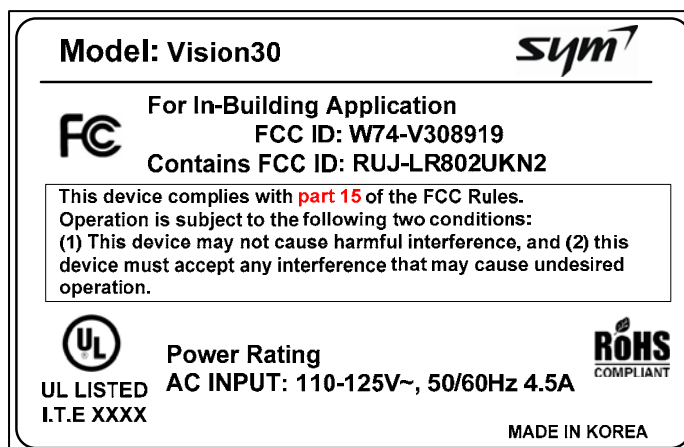 Model: Vision30
sym
FC
For In-Building Application
FCC ID: W74-V308919
Contains FCC ID: RUJ-LR802UKN2
This device complies with part 15 of the FCC Rules.
Operation is subject to the following two conditions:
(1) This device may not cause harmful interference, and (2) this
device must accept any interference that may cause undesired
operation.
UL
UL LISTED
I.T.E XXXX
Power Rating
AC INPUT: 110-125V~, 50/60Hz 4.5A
RoHS
COMPLIANT
MADE IN KOREA